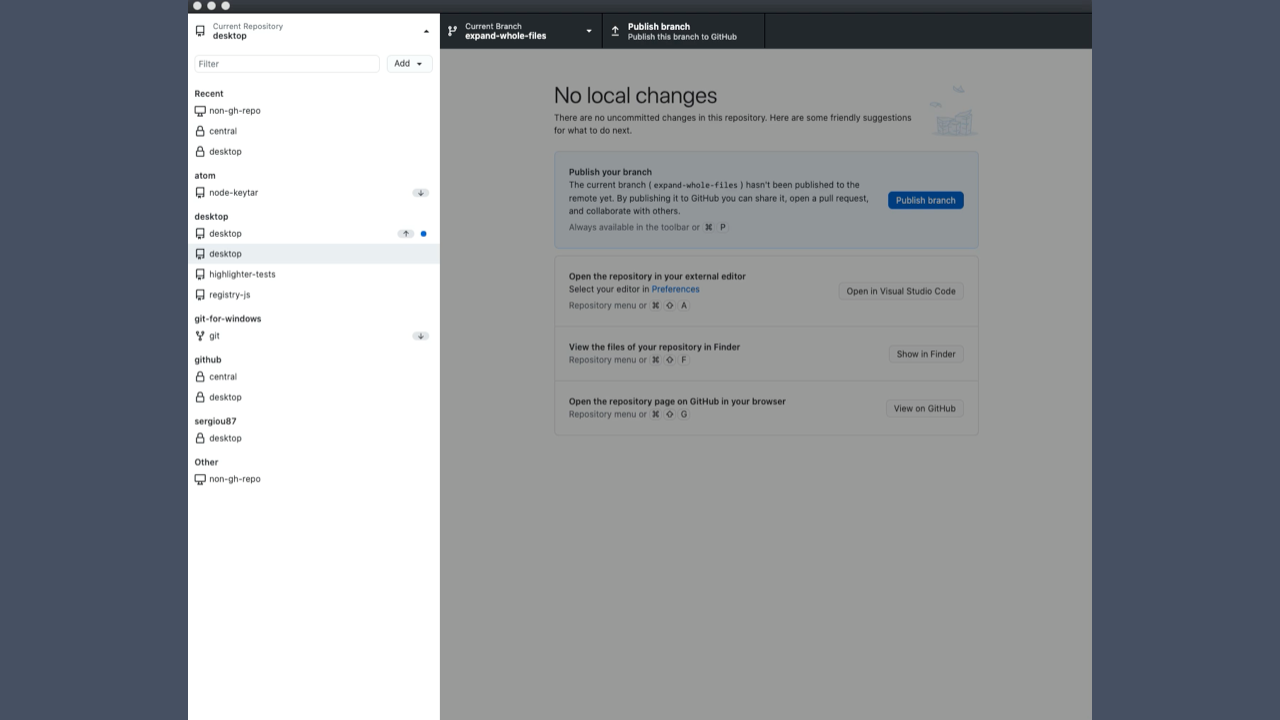 Current Repository
desktop
Current Branch
expand-whole-files
Publish branch
Publish this branch to GitHub
Filter
Add
Recent
non-gh-repo
central
desktop
atom
node-keytar
desktop
desktop
desktop
highlighter-tests
registry-js
git-for-windows
git
github
central
desktop
sergiou87
desktop
Other
non-gh-repo
No local changes
There are no uncommitted changes in this repository. Here are some friendly suggestions
for what to do next.
Publish your branch
The current branch ( expand-whole-files ) hasn't been published to the
remote yet. By publishing it to GitHub you can share it, open a pull request,
and collaborate with others.
Always available in the toolbar or ⌘ P
Publish branch
Open the repository in your external editor
Select your editor in Preferences
Repository menu or ⌘ ⇧ A
Open in Visual Studio Code
View the files of your repository in Finder
Repository menu or ⌘ ⇧ F
Show in Finder
Open the repository page on GitHub in your browser
Repository menu or ⌘ ⇧ G
View on GitHub